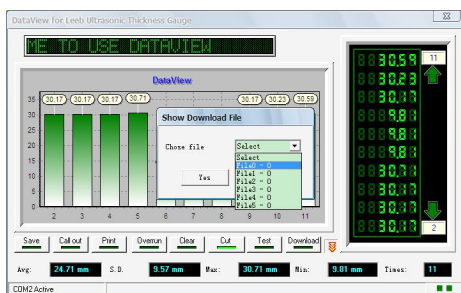 DataView for Leeb Ultrasonic Thickness Gauge
ME TO USE DATAVIEW
DataView
35
30
25
20
15
10
5
0
30.17 30.17 30.17 30.71 30.17 30.23 30.59
2 3 4 5 6 7 8 9 10 11
Show Download File
Chose file
Select
Select
File0 - 0
File1 - 0
File2 - 0
File3 - 0
File4 - 0
File5 - 0
Yes
30.59
30.23
30.17
9.81
9.81
9.81
30.71
30.17
30.17
30.17
11
2
Save Call out Print Overrun Clear Cut Test Download
Avg: 24.71 mm S.D. 9.57 mm Max: 30.71 mm Min: 9.81 mm Times: 11
COM2 Active